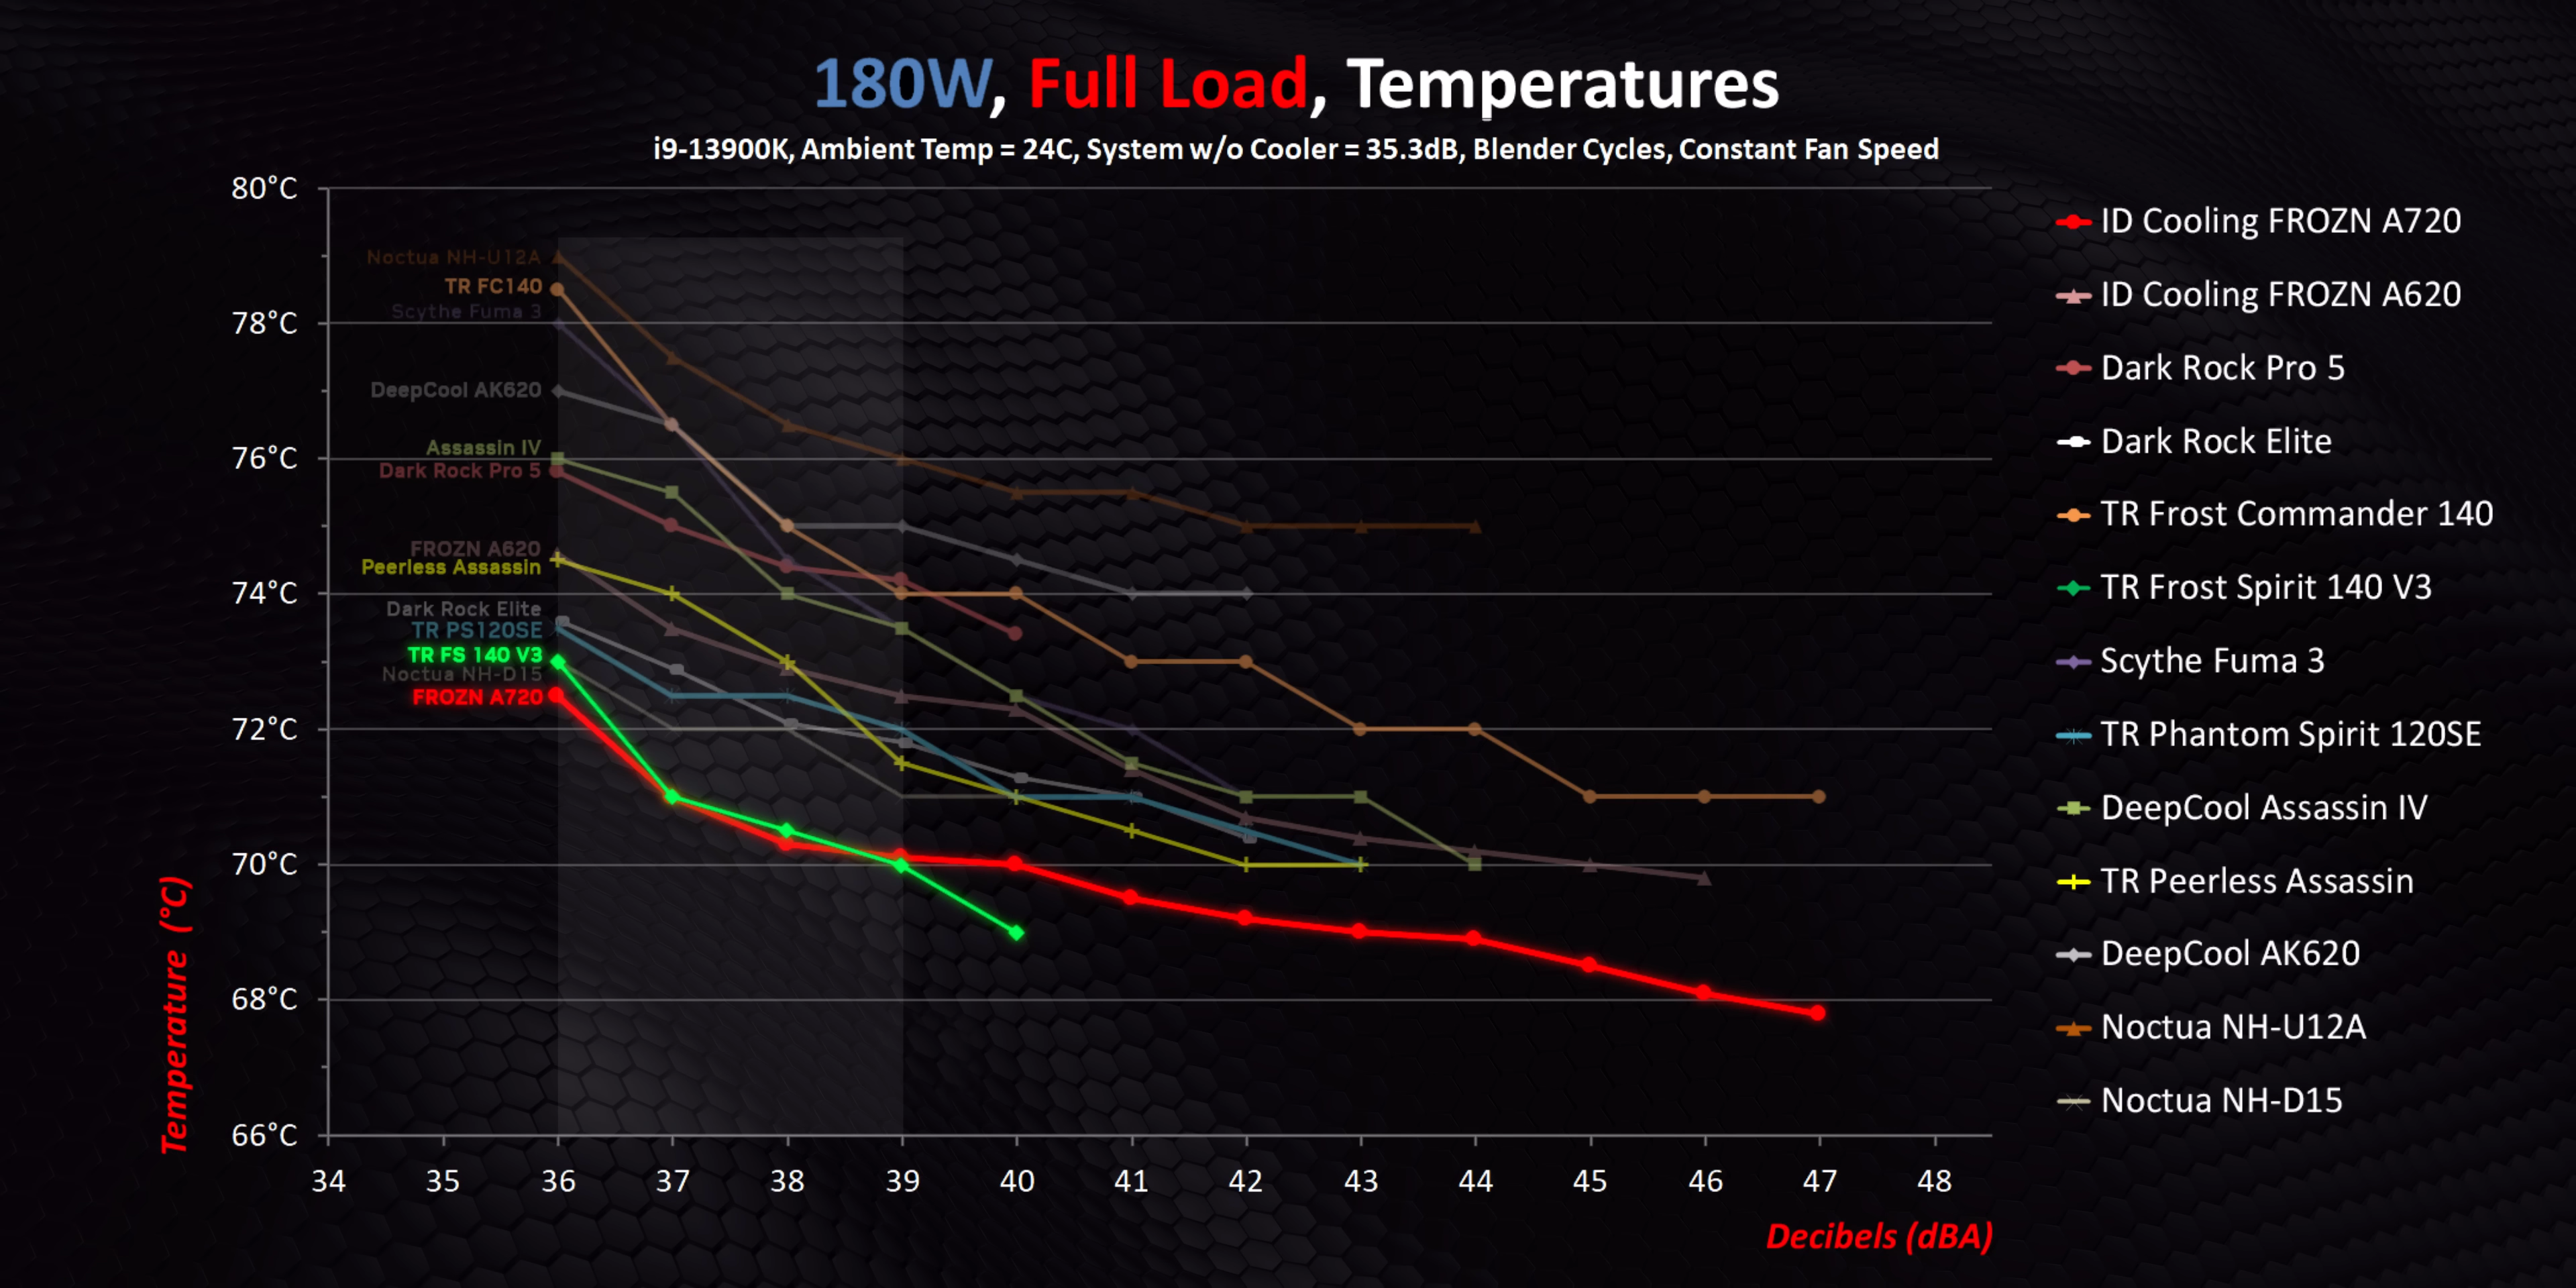 180W, Full Load, Temperatures
i9-13900K, Ambient Temp = 24C, System w/o Cooler = 35.3dB, Blender Cycles, Constant Fan Speed
80°C
78°C
76°C
74°C
72°C
70°C
68°C
66°C
Temperature (°C)
Noctua NH-U12A
TR FC140
Scythe Fuma 3
DeepCool AK620
Assassin IV
Dark Rock Pro 5
FROZN A620
Peerless Assassin
Dark Rock Elite
TR PS120SE
TR FS 140 V3
Noctua NH-D15
FROZN A720
34 35 36 37 38 39 40 41 42 43 44 45 46 47 48
Decibels (dBA)
ID Cooling FROZN A720
ID Cooling FROZN A620
Dark Rock Pro 5
Dark Rock Elite
TR Frost Commander 140
TR Frost Spirit 140 V3
Scythe Fuma 3
TR Phantom Spirit 120SE
DeepCool Assassin IV
TR Peerless Assassin
DeepCool AK620
Noctua NH-U12A
Noctua NH-D15